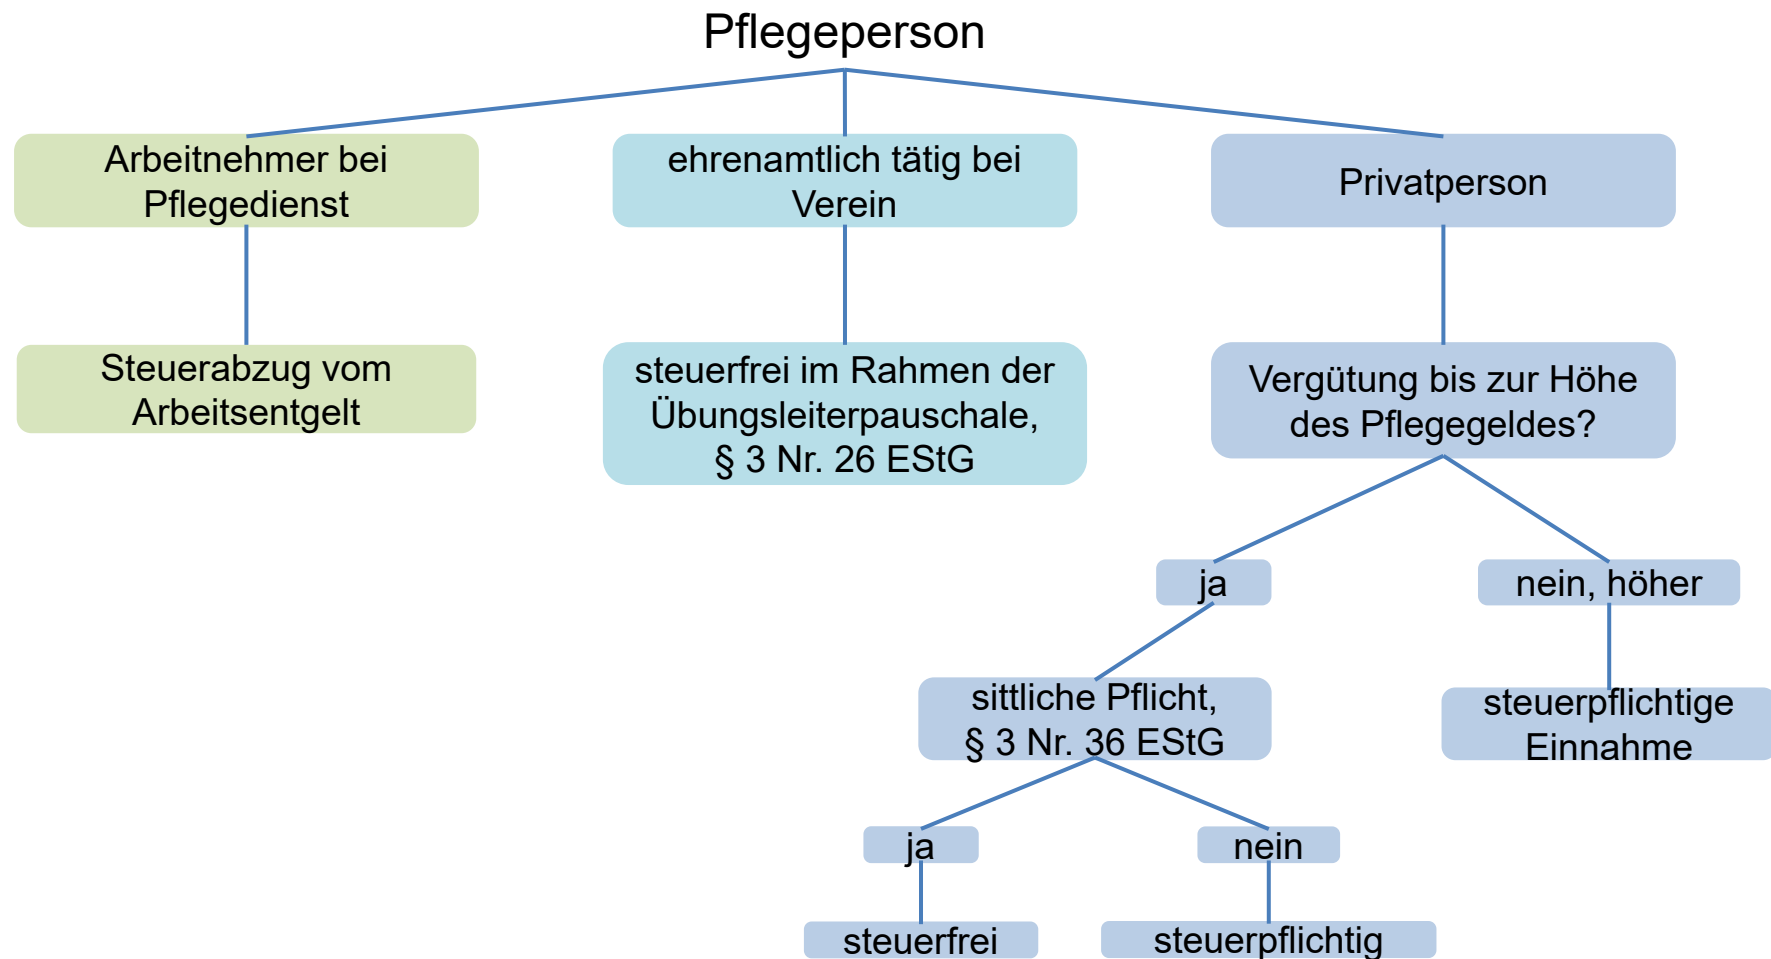 Pflegeperson
Arbeitnehmer bei
Pflegedienst
ehrenamtlich tätig bei
Verein
Privatperson
Steuerabzug vom
Arbeitsentgelt
steuerfrei im Rahmen der
Übungsleiterpauschale,
§ 3 Nr. 26 EStG
Vergütung bis zur Höhe
des Pflegegeldes?
ja
nein, höher
sittliche Pflicht,
§ 3 Nr. 36 EStG
steuerpflichtige
Einnahme
ja
nein
steuerfrei
steuerpflichtig